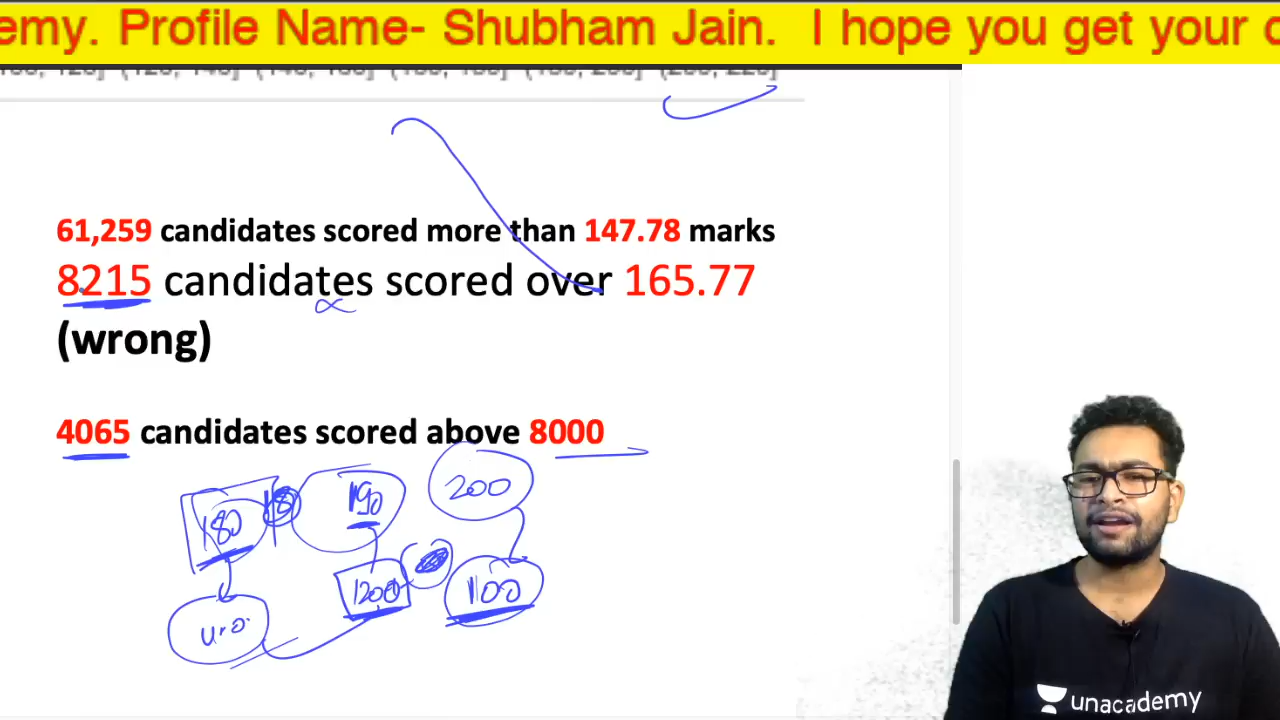 emy. Profile Name- Shubham Jain. I hope you get your
61,259 candidates scored more than 147.78 marks
8215 candidates scored over 165.77
(wrong)
4065 candidates scored above 8000
180 190 200
1200 100
unacademy